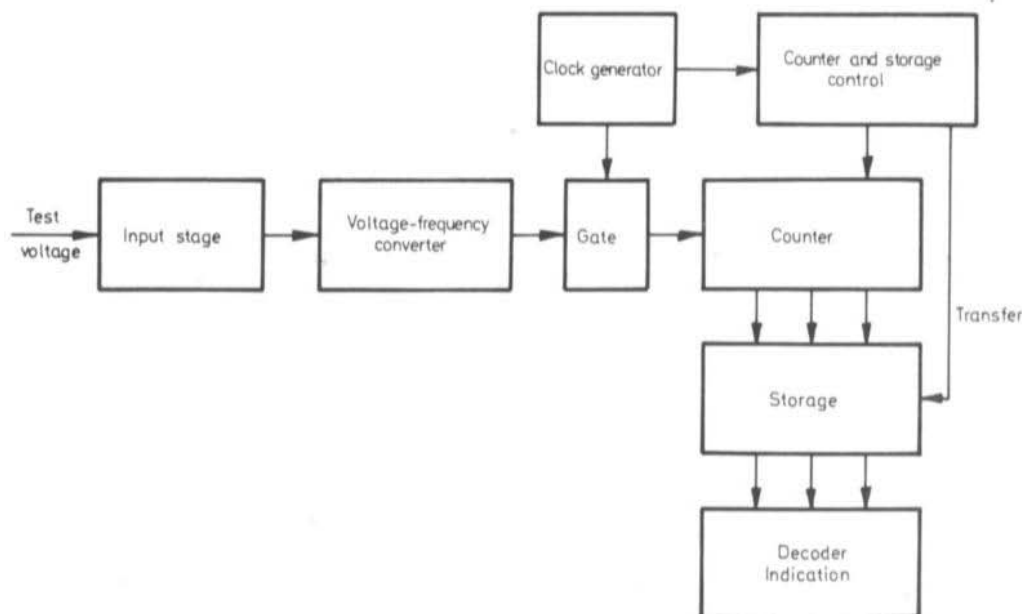 Clock generator
Counter and storage
control
Test
voltage
Input stage
Voltage-frequency
converter
Gate
Counter
Transfer
Storage
Decoder
Indication